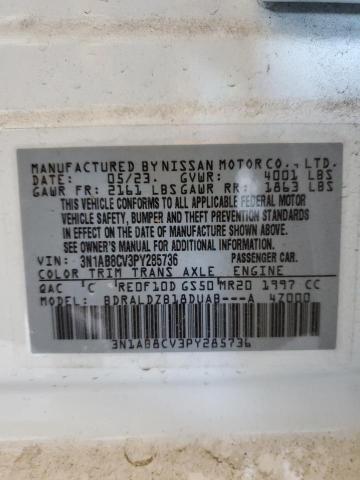 MANUFACTURED BY NISSAN MOTOR CO., LTD.
DATE: 05/23. GVWR: 4001 LBS
GAWR FR: 2161 LBS GAWR RR: 1863 LBS
THIS VEHICLE CONFORMS TO ALL APPLICABLE
FEDERAL MOTOR VEHICLE
SAFETY, BUMPER AND THEFT PREVENTION STANDARDS
IN EFFECT ON THE DATE OF MANUFACTURE SHOWN ABOVE.
SEE OWNER'S MANUAL FOR ADDITIONAL INFORMATION.
VEHICLE: 3N1AB8CV3PY285736 PASSENGER CAR.
COLOR TRIM TRANS AXLE ENGINE
QAC C RE0F10D GS50 MR20 1997 CC
MODEL: BDRALDZB1ADUAB---A 47000
3N1AB8CV3PY285736